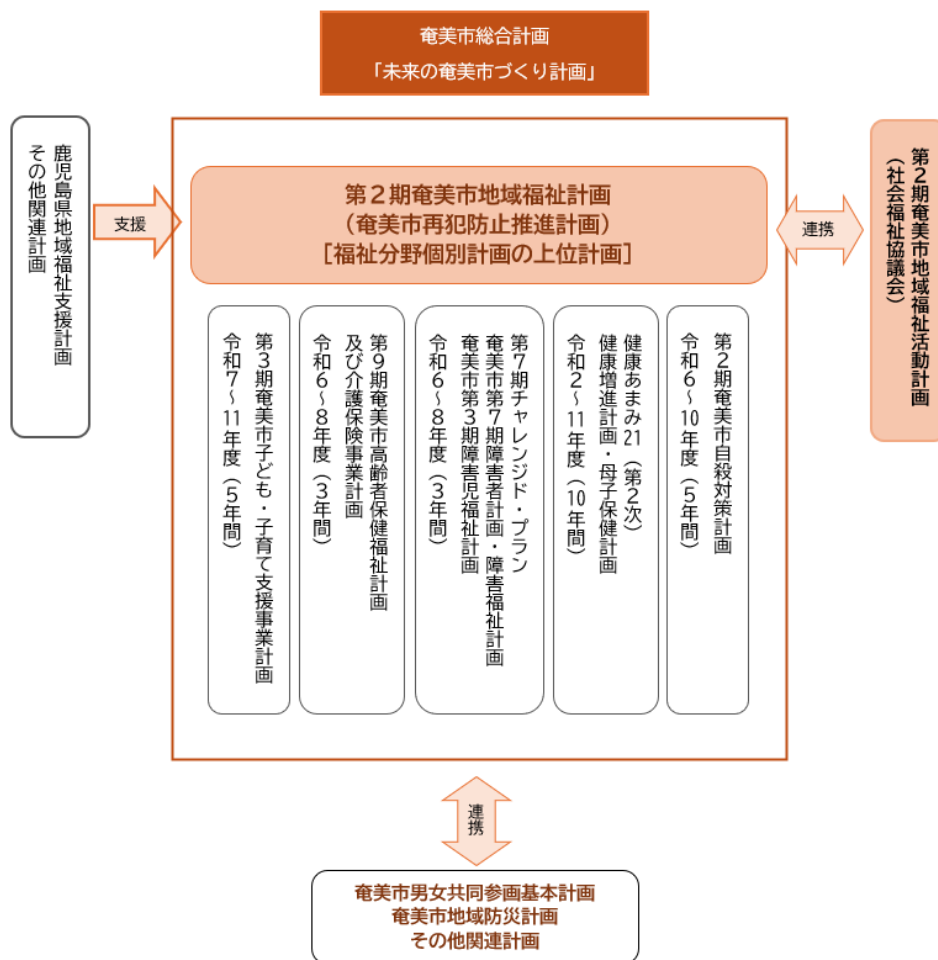 奄美市総合計画
「未来の奄美市づくり計画」
鹿児島県地域福祉支援計画
その他関連計画
支援
第２期奄美市地域福祉計画
（奄美市再犯防止推進計画）
［福祉分野個別計画の上位計画］
連携
第２期奄美市地域福祉活動計画
（社会福祉協議会）
第２期奄美市自殺対策計画
令和６～10年度（５年間）
健康あまみ21（第２次）
健康増進計画・母子保健計画
令和２～11年度（10年間）
第７期チャレンジド・プラン
奄美市第７期障害者計画・障害福祉計画
奄美市第３期障害児福祉計画
令和６～８年度（３年間）
第９期奄美市高齢者保健福祉計画
及び介護保険事業計画
令和６～８年度（３年間）
第３期奄美市子ども・子育て支援事業計画
令和７～11年度（５年間）
連携
奄美市男女共同参画基本計画
奄美市地域防災計画
その他関連計画